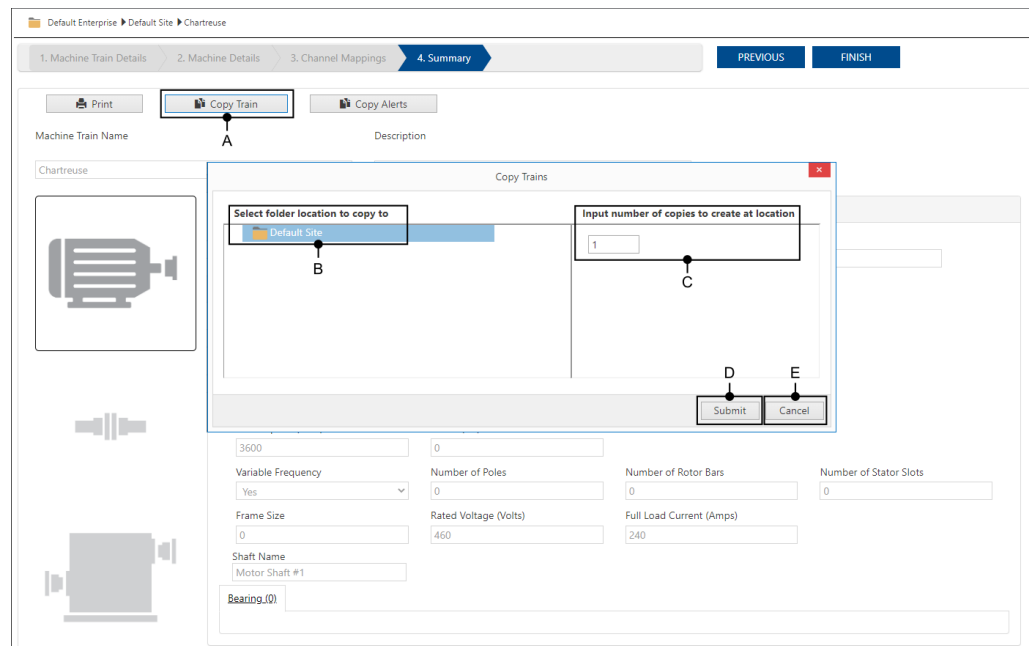 Default Enterprise ▶ Default Site ▶ Chartreuse
1. Machine Train Details 2. Machine Details 3. Channel Mappings 4. Summary PREVIOUS FINISH
Print Copy Train Copy Alerts
A
Machine Train Name Description
Chartreuse
Copy Trains ×
Select folder location to copy to Input number of copies to create at location
Default Site
1
B
C
D E
Submit Cancel
3600 0
Variable Frequency Number of Poles Number of Rotor Bars Number of Stator Slots
Yes 0 0 0
Frame Size Rated Voltage (Volts) Full Load Current (Amps)
0 460 240
Shaft Name
Motor Shaft #1
Bearing (0)